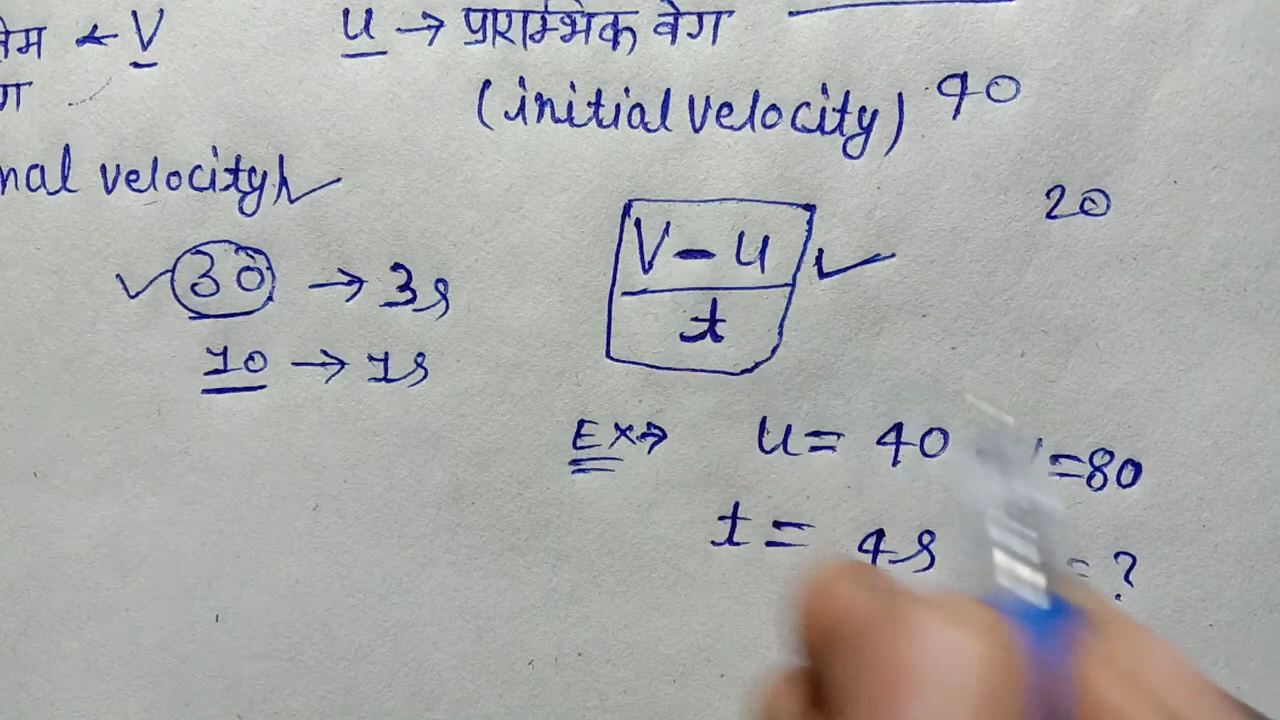 ← V
u → प्रारम्भिक वेग
(initial velocity) 40
nal velocity) ✓
20
✓ 30 → 3s
10 → 1s
V - u
t
✓
Ex→ u = 40 = 80
t = 4s = ?